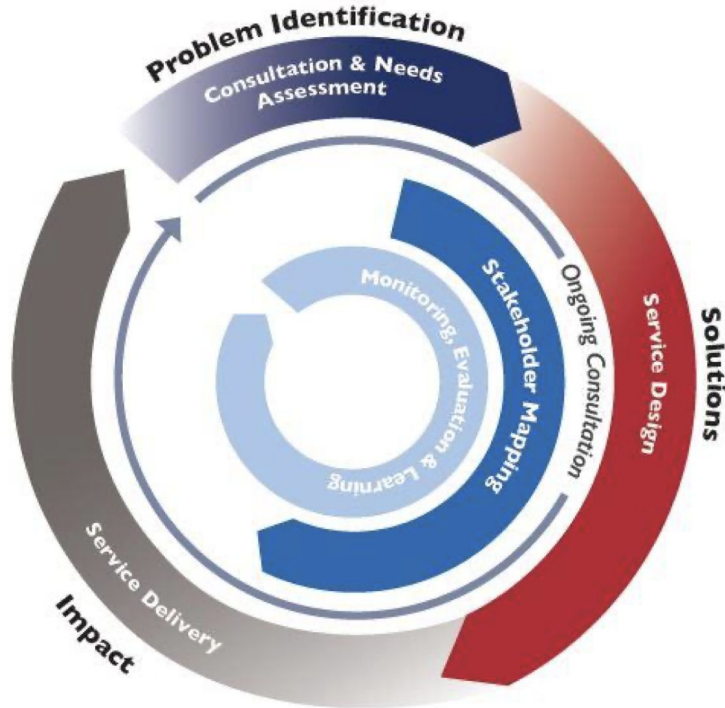 Problem Identification
Consultation & Needs
Assessment
Solutions
Service Design
Ongoing Consultation
Stakeholder Mapping
Monitoring, Evaluation & Learning
Service Delivery
Impact